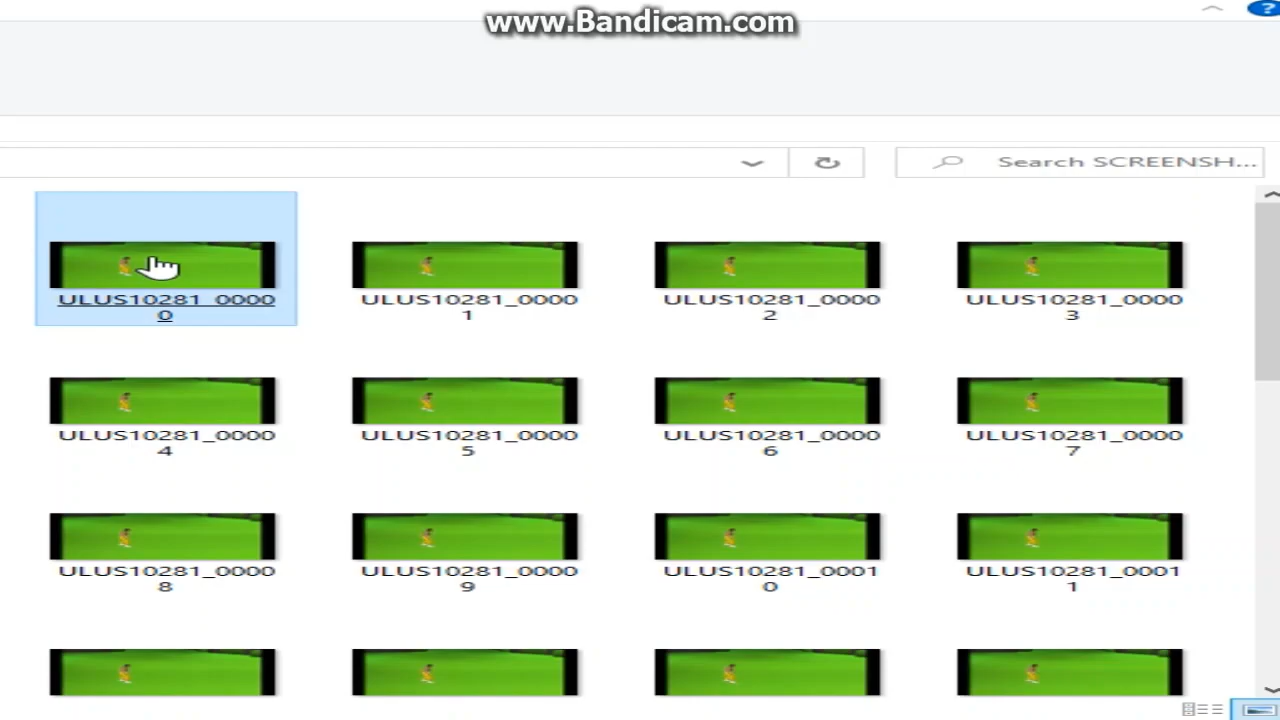 www.Bandicam.com
?
Search SCREENSH...
ULUS10281_0000
0
ULUS10281_0000
1
ULUS10281_0000
2
ULUS10281_0000
3
ULUS10281_0000
4
ULUS10281_0000
5
ULUS10281_0000
6
ULUS10281_0000
7
ULUS10281_0000
8
ULUS10281_0000
9
ULUS10281_0001
0
ULUS10281_0001
1